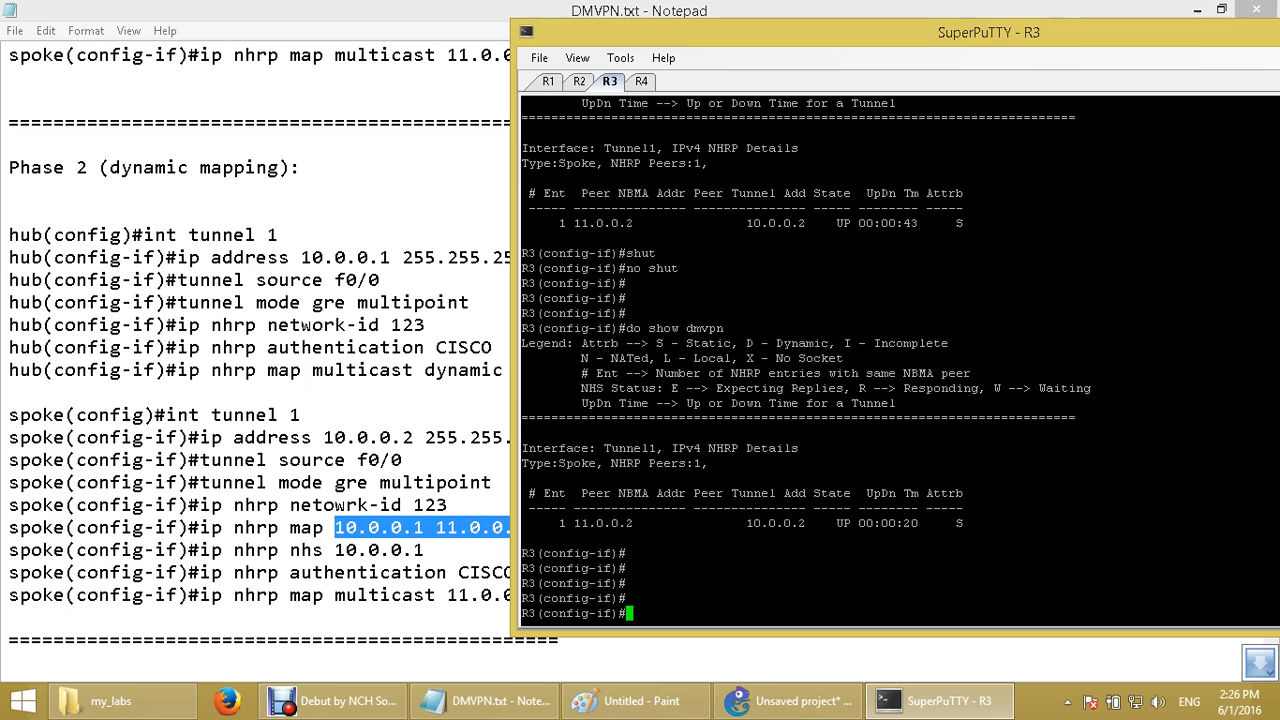 DMVPN.txt - Notepad
File Edit Format View Help
spoke(config-if)#ip nhrp map multicast 11.0.0
==================================================
Phase 2 (dynamic mapping):
hub(config)#int tunnel 1
hub(config-if)#ip address 10.0.0.1 255.255.25
hub(config-if)#tunnel source f0/0
hub(config-if)#tunnel mode gre multipoint
hub(config-if)#ip nhrp network-id 123
hub(config-if)#ip nhrp authentication CISCO
hub(config-if)#ip nhrp map multicast dynamic
spoke(config)#int tunnel 1
spoke(config-if)#ip address 10.0.0.2 255.255.
spoke(config-if)#tunnel source f0/0
spoke(config-if)#tunnel mode gre multipoint
spoke(config-if)#ip nhrp netowrk-id 123
spoke(config-if)#ip nhrp map 10.0.0.1 11.0.0.
spoke(config-if)#ip nhrp nhs 10.0.0.1
spoke(config-if)#ip nhrp authentication CISCO
spoke(config-if)#ip nhrp map multicast 11.0.0
=================================================
SuperPuTTY - R3
File View Tools Help
R1 R2 R3 R4
UpDn Time --> Up or Down Time for a Tunnel
==========================================================================
Interface: Tunnel1, IPv4 NHRP Details
Type:Spoke, NHRP Peers:1,
# Ent Peer NBMA Addr Peer Tunnel Add State UpDn Tm Attrb
----- --------------- --------------- ----- -------- -----
1 11.0.0.2 10.0.0.2 UP 00:00:43 S
R3(config-if)#shut
R3(config-if)#no shut
R3(config-if)#
R3(config-if)#
R3(config-if)#
R3(config-if)#do show dmvpn
Legend: Attrb --> S - Static, D - Dynamic, I - Incomplete
N - NATed, L - Local, X - No Socket
# Ent --> Number of NHRP entries with same NBMA peer
NHS Status: E --> Expecting Replies, R --> Responding, W --> Waiting
UpDn Time --> Up or Down Time for a Tunnel
==========================================================================
Interface: Tunnel1, IPv4 NHRP Details
Type:Spoke, NHRP Peers:1,
# Ent Peer NBMA Addr Peer Tunnel Add State UpDn Tm Attrb
----- --------------- --------------- ----- -------- -----
1 11.0.0.2 10.0.0.2 UP 00:00:20 S
R3(config-if)#
R3(config-if)#
R3(config-if)#
R3(config-if)#
R3(config-if)#
my_labs
Debut by NCH So...
DMVPN.txt - Note...
Untitled - Paint
Unsaved project* ...
SuperPuTTY - R3
ENG
2:26 PM
6/1/2016